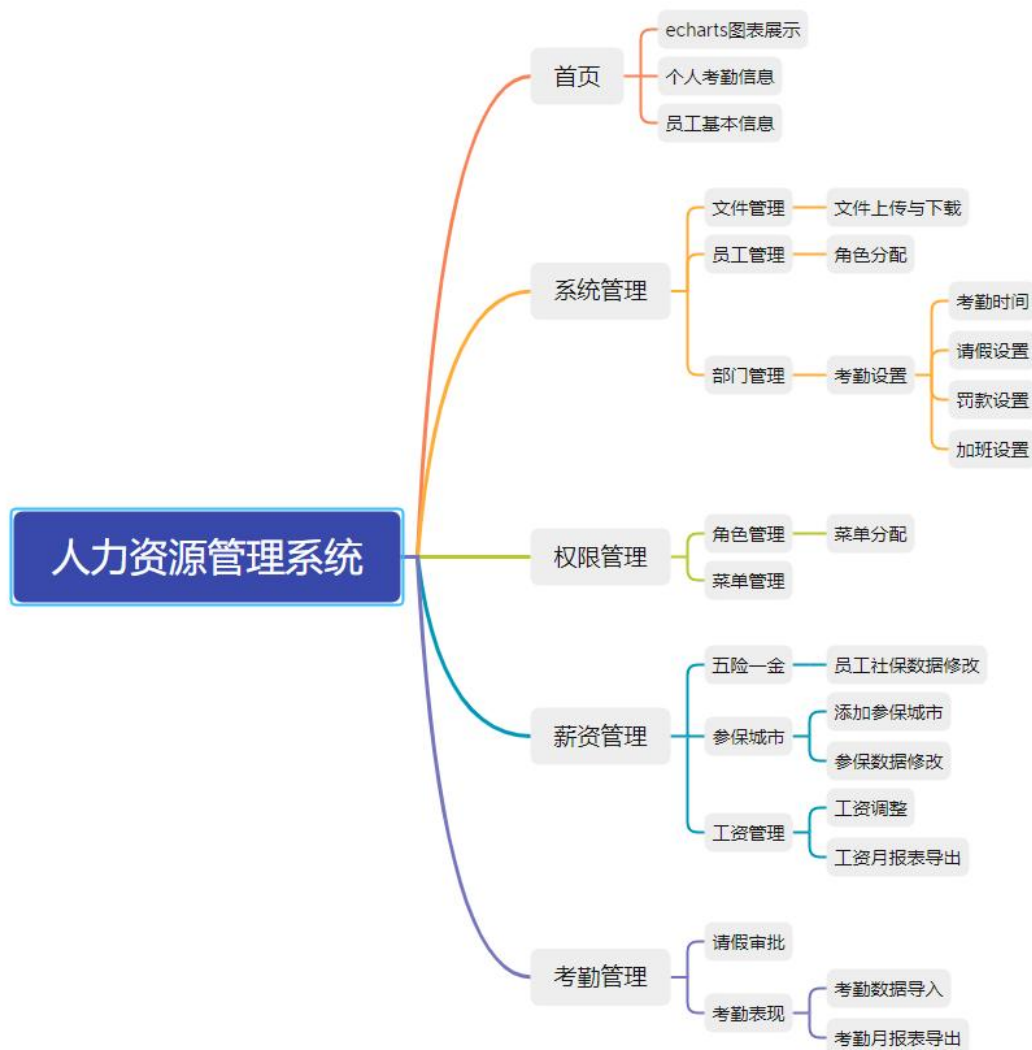 人力资源管理系统
首页
echarts图表展示
个人考勤信息
员工基本信息
系统管理
文件管理
文件上传与下载
员工管理
角色分配
部门管理
考勤设置
考勤时间
请假设置
罚款设置
加班设置
权限管理
角色管理
菜单分配
菜单管理
薪资管理
五险一金
员工社保数据修改
参保城市
添加参保城市
参保数据修改
工资管理
工资调整
工资月报表导出
考勤管理
请假审批
考勤表现
考勤数据导入
考勤月报表导出